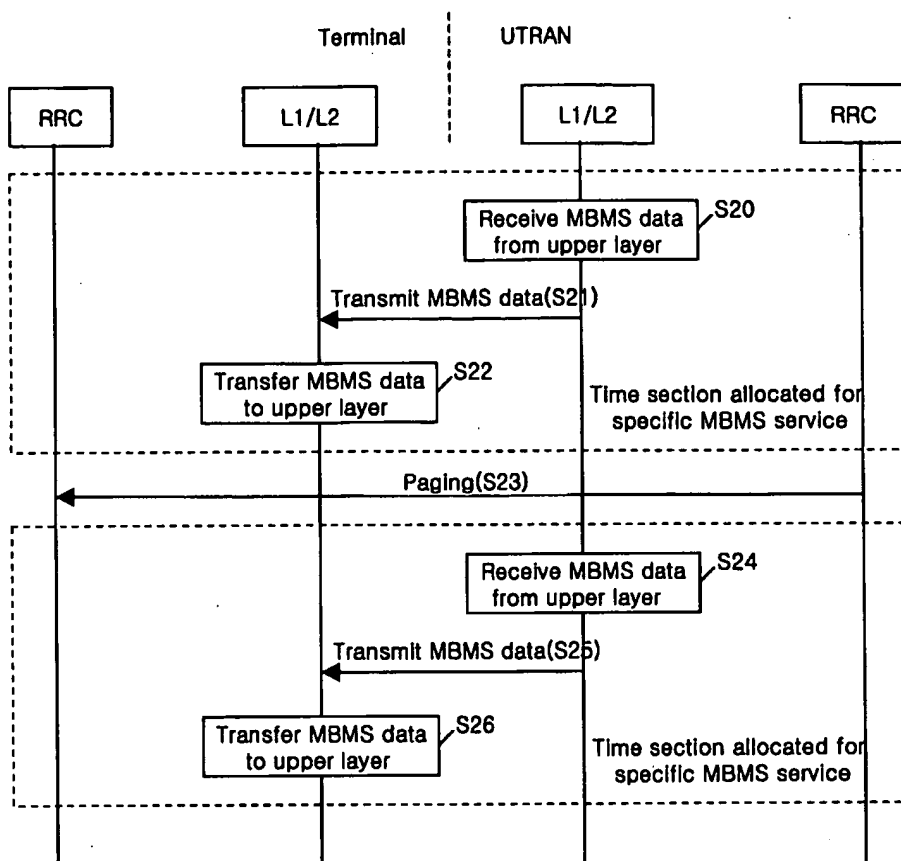 Terminal
UTRAN
RRC
L1/L2
L1/L2
RRC
Receive MBMS data
from upper layer
S20
Transmit MBMS data(S21)
Transfer MBMS data
to upper layer
S22
Time section allocated for
specific MBMS service
Paging(S23)
Receive MBMS data
from upper layer
S24
Transmit MBMS data(S25)
Transfer MBMS data
to upper layer
S26
Time section allocated for
specific MBMS service